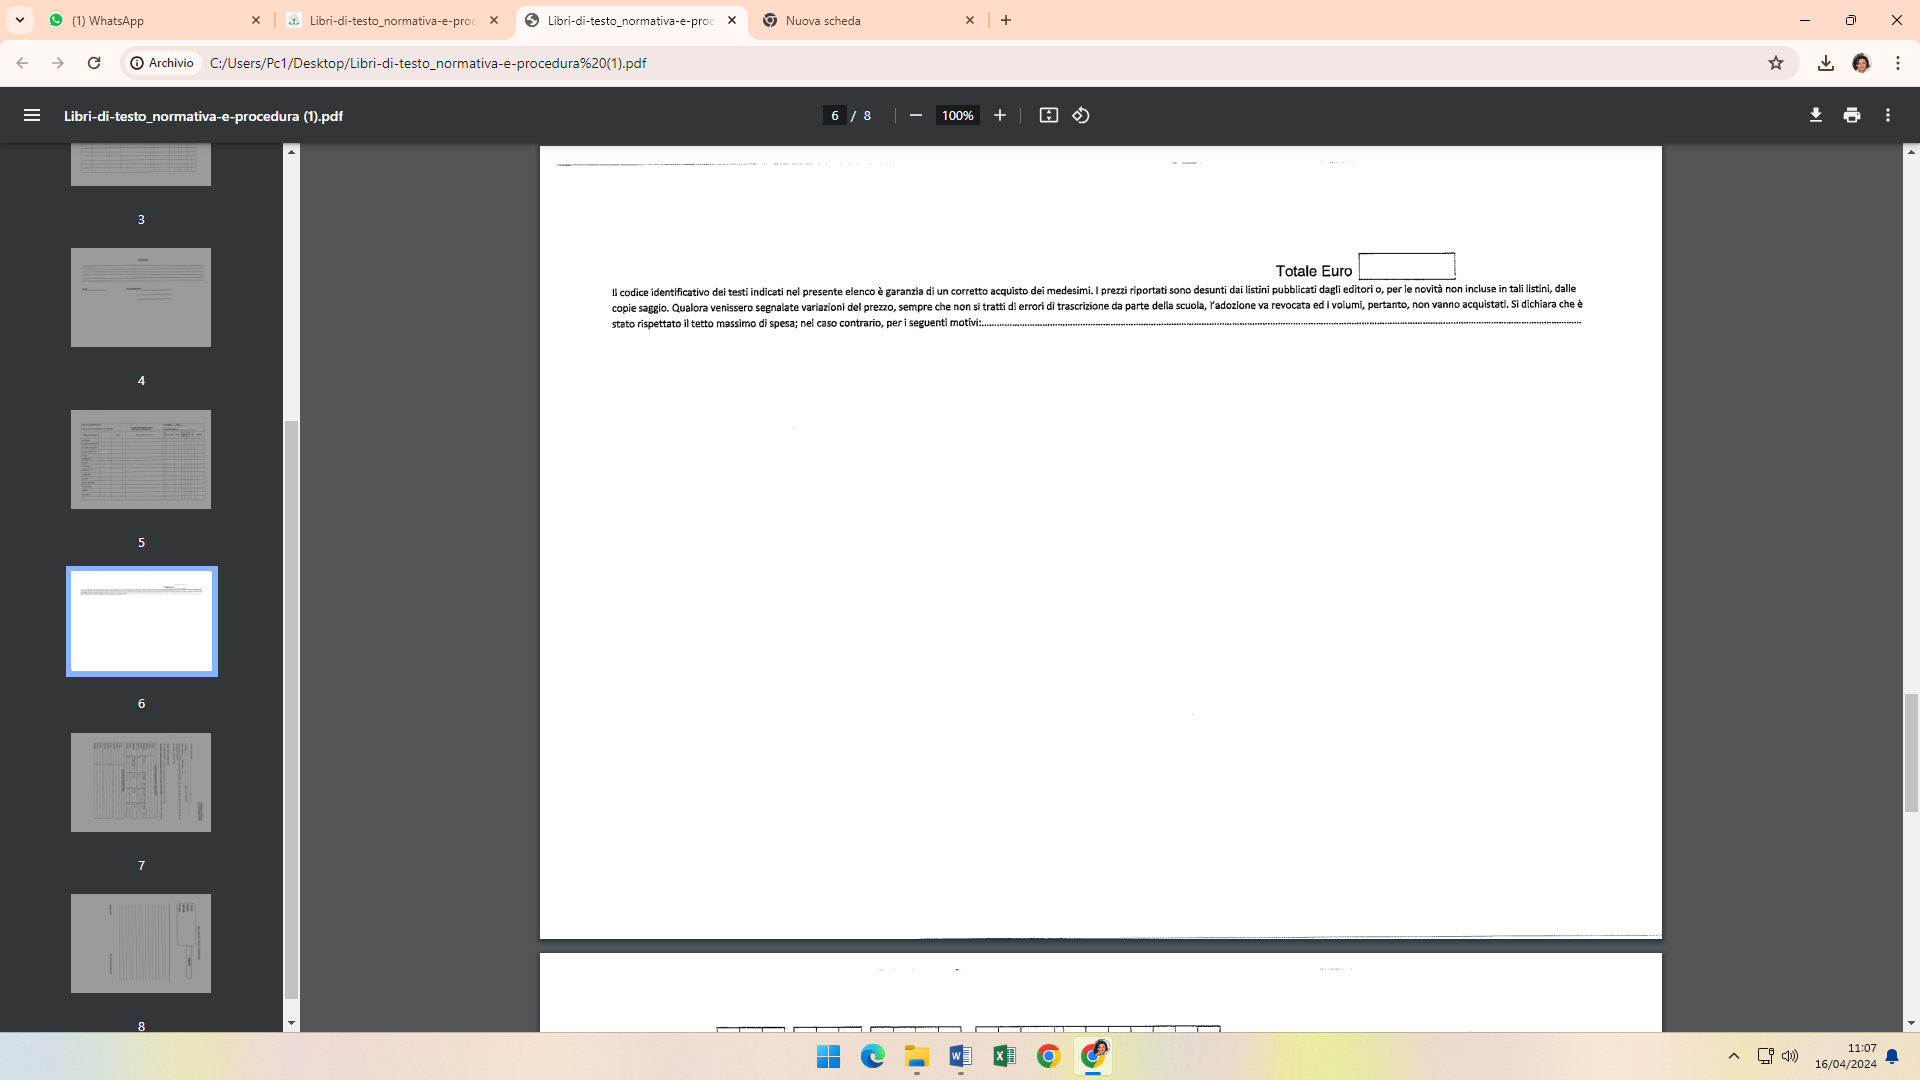 (1) WhatsApp
Libri-di-testo_normativa-e-proc
Libri-di-testo_normativa-e-proc
Nuova scheda
Archivio
C:/Users/Pc1/Desktop/Libri-di-testo_normativa-e-procedura%20(1).pdf
Libri-di-testo_normativa-e-procedura (1).pdf
6 / 8
100%
3
4
5
6
7
8
Totale Euro
Il codice identificativo dei testi indicati nel presente elenco è garanzia di un corretto acquisto dei medesimi. I prezzi riportati sono desunti dai listini pubblicati dagli editori o, per le novità non incluse in tali listini, dalle
copie saggio. Qualora venissero segnalate variazioni del prezzo, sempre che non si tratti di errori di trascrizione da parte della scuola, l'adozione va revocata ed i volumi, pertanto, non vanno acquistati. Si dichiara che è
stato rispettato il tetto massimo di spesa; nel caso contrario, per i seguenti motivi:
11:07
16/04/2024